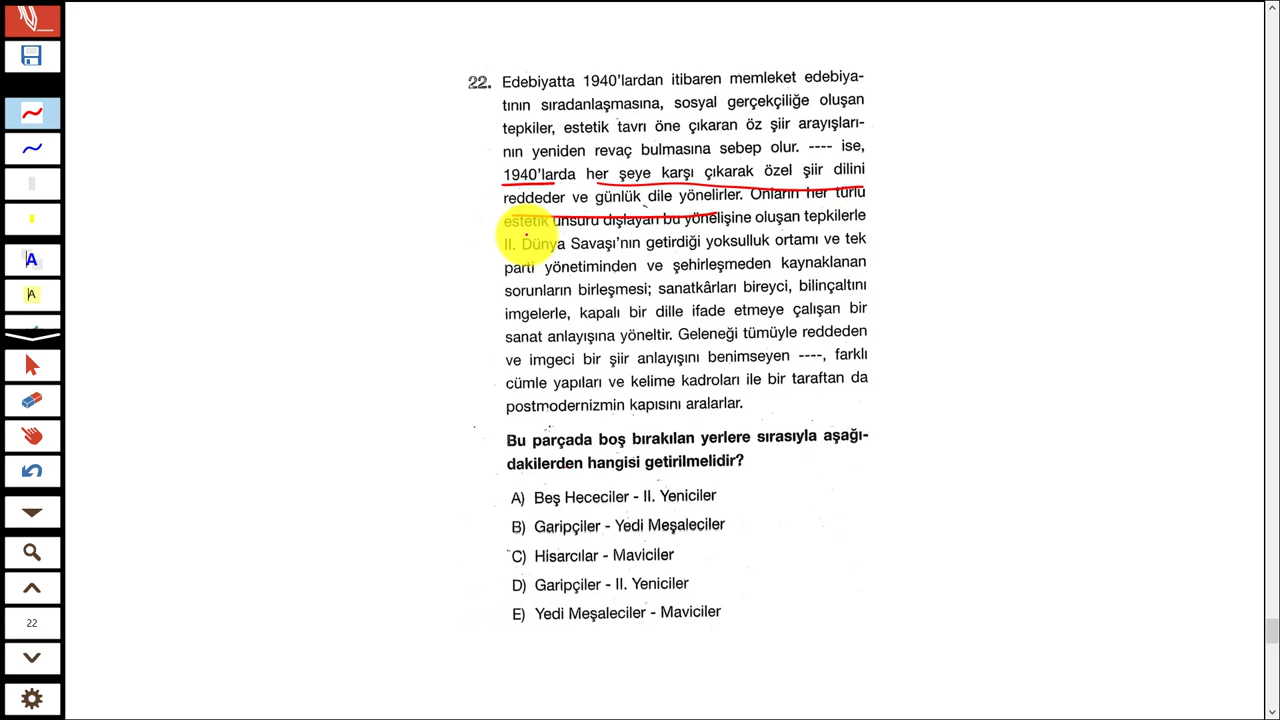 22. Edebiyatta 1940'lardan itibaren memleket edebiya-
tının sıradanlaşmasına, sosyal gerçekçiliğe oluşan
tepkiler, estetik tavrı öne çıkaran öz şiir arayışları-
nın yeniden revaç bulmasına sebep olur. ---- ise,
1940'larda her şeye karşı çıkarak özel şiir dilini
reddeder ve günlük dile yönelirler. Onların her türlü
estetik unsuru dışlayan bu yönelişine oluşan tepkilerle
II. Dünya Savaşı'nın getirdiği yoksulluk ortamı ve tek
parti yönetiminden ve şehirleşmeden kaynaklanan
sorunların birleşmesi; sanatkârları bireyci, bilinçaltını
imgelerle, kapalı bir dille ifade etmeye çalışan bir
sanat anlayışına yöneltir. Geleneği tümüyle reddeden
ve imgeci bir şiir anlayışını benimseyen ----, farklı
cümle yapıları ve kelime kadroları ile bir taraftan da
postmodernizmin kapısını aralarlar.
Bu parçada boş bırakılan yerlere sırasıyla aşağı-
dakilerden hangisi getirilmelidir?
A) Beş Hececiler - II. Yeniciler
B) Garipçiler - Yedi Meşaleciler
C) Hisarcılar - Maviciler
D) Garipçiler - II. Yeniciler
E) Yedi Meşaleciler - Maviciler
A
A
22